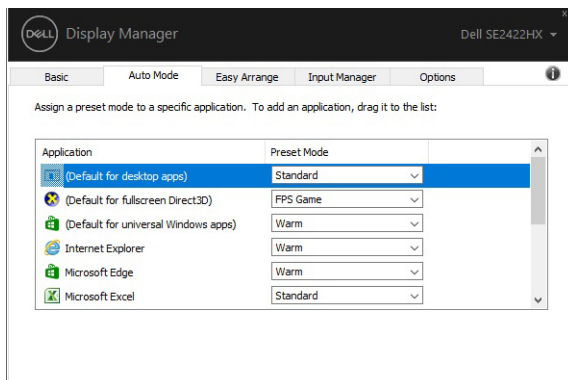 DELL Display Manager Dell SE2422HX
x
Basic Auto Mode Easy Arrange Input Manager Options
Assign a preset mode to a specific application. To add an application, drag it to the list:
Application Preset Mode
(Default for desktop apps) Standard
(Default for fullscreen Direct3D) FPS Game
(Default for universal Windows apps) Warm
Internet Explorer Warm
Microsoft Edge Warm
Microsoft Excel Standard